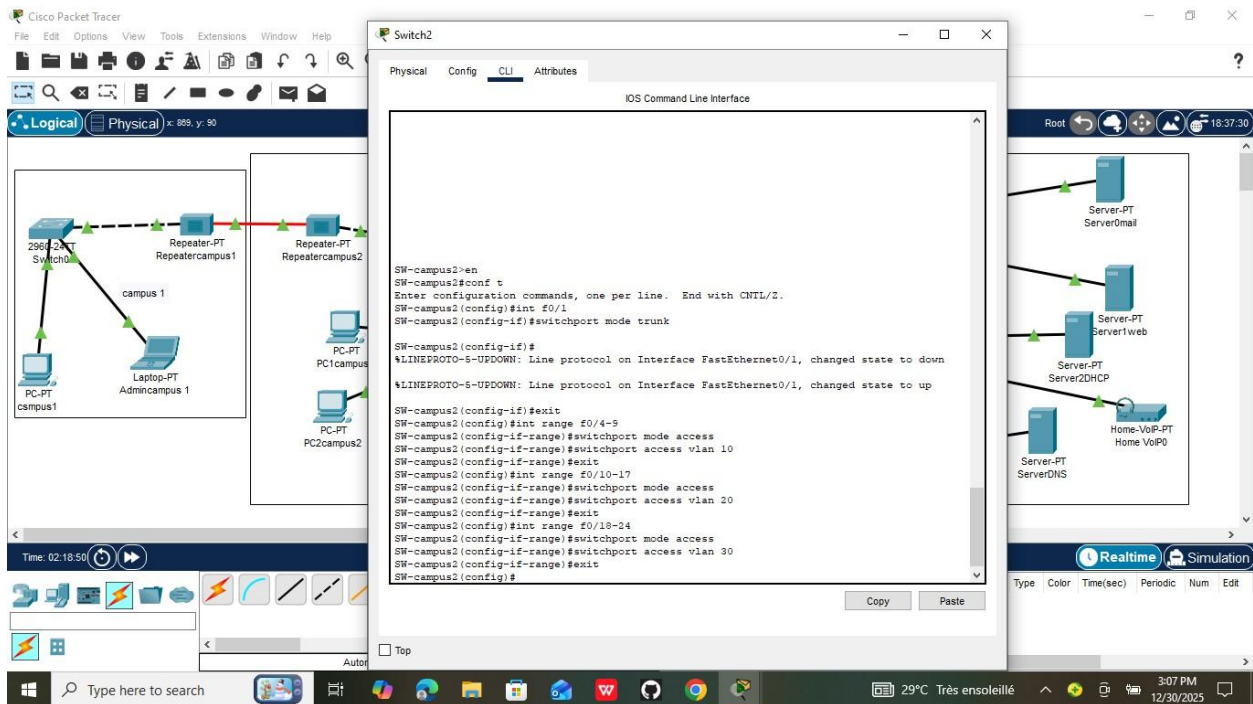 Cisco Packet Tracer
File Edit Options View Tools Extensions Window Help
Logical
Physical
x: 869, y: 90
2960-24TT
Switch0
Repeater-PT
Repeatercampus1
Repeater-PT
Repeatercampus2
campus 1
PC-PT
csmpus1
Laptop-PT
Admincampus 1
PC-PT
PC1campus
PC-PT
PC2campus2
Switch2
Physical Config CLI Attributes
IOS Command Line Interface
SW-campus2>en
SW-campus2#conf t
Enter configuration commands, one per line. End with CNTL/Z.
SW-campus2(config)#int f0/1
SW-campus2(config-if)#switchport mode trunk
SW-campus2(config-if)#
%LINEPROTO-5-UPDOWN: Line protocol on Interface FastEthernet0/1, changed state to down
%LINEPROTO-5-UPDOWN: Line protocol on Interface FastEthernet0/1, changed state to up
SW-campus2(config-if)#exit
SW-campus2(config)#int range f0/4-9
SW-campus2(config-if-range)#switchport mode access
SW-campus2(config-if-range)#switchport access vlan 10
SW-campus2(config-if-range)#exit
SW-campus2(config)#int range f0/10-17
SW-campus2(config-if-range)#switchport mode access
SW-campus2(config-if-range)#switchport access vlan 20
SW-campus2(config-if-range)#exit
SW-campus2(config)#int range f0/18-24
SW-campus2(config-if-range)#switchport mode access
SW-campus2(config-if-range)#switchport access vlan 30
SW-campus2(config-if-range)#exit
SW-campus2(config)#
Copy Paste
Top
?
Root
18:37:30
Server-PT
Server0mail
Server-PT
Server1web
Server-PT
Server2DHCP
Home-VoIP-PT
Home VoIP0
Server-PT
ServerDNS
Time: 02:18:50
Realtime
Simulation
Type Color Time(sec) Periodic Num Edit
Autor
Type here to search
29°C Très ensoleillé
3:07 PM
12/30/2025